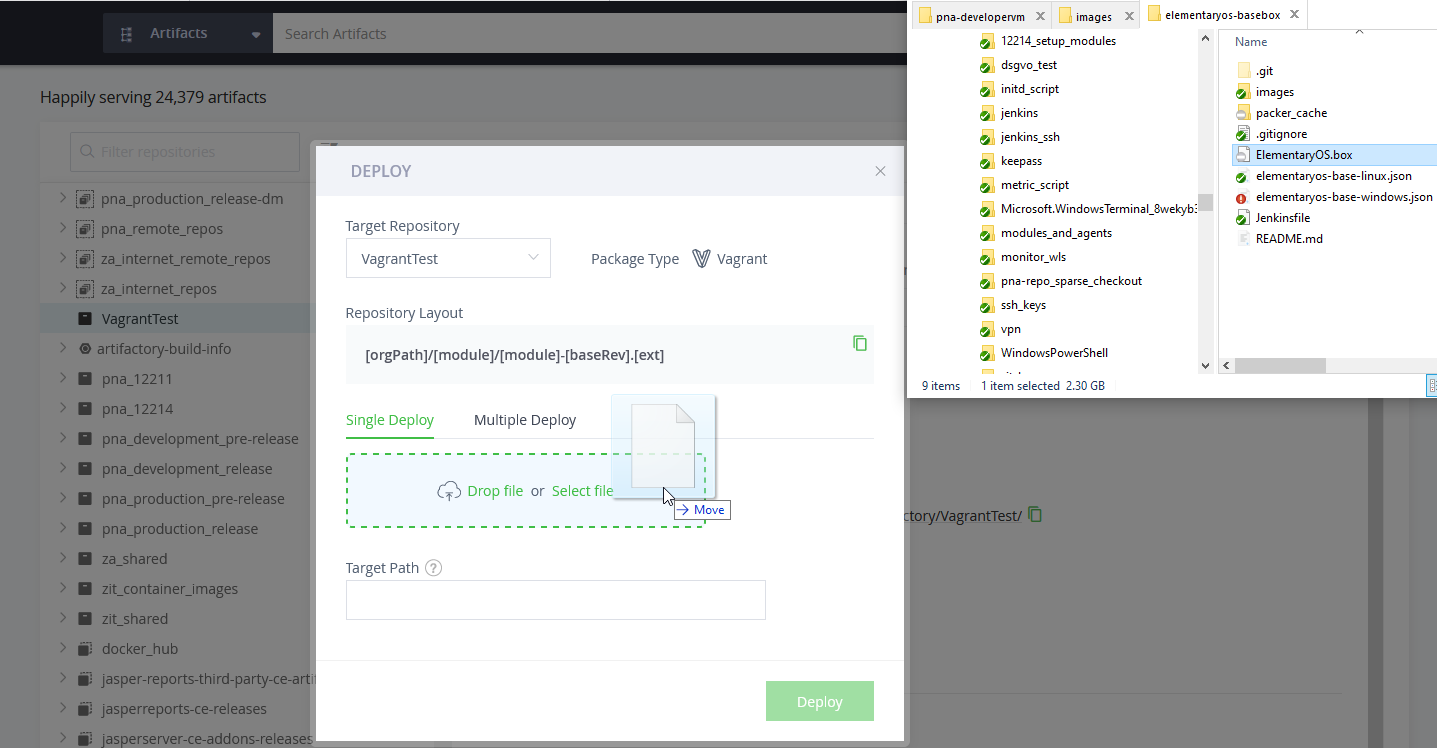 Artifacts
Search Artifacts
Happily serving 24,379 artifacts
Filter repositories
pna_production_release-dm
pna_remote_repos
za_internet_remote_repos
za_internet_repos
VagrantTest
artifactory-build-info
pna_12211
pna_12214
pna_development_pre-release
pna_development_release
pna_production_pre-release
pna_production_release
za_shared
zit_container_images
zit_shared
docker_hub
jasper-reports-third-party-ce-artif
jasperreports-ce-releases
jasperserver-ce-addons-releases
DEPLOY
Target Repository
VagrantTest
Package Type Vagrant
Repository Layout
[orgPath]/[module]/[module]-[baseRev].[ext]
Single Deploy
Multiple Deploy
Drop file or Select file
Move
Target Path ?
Deploy
ctory/VagrantTest/
pna-developervm
images
elementaryos-basebox
12214_setup_modules
dsgvo_test
initd_script
jenkins
jenkins_ssh
keepass
metric_script
Microsoft.WindowsTerminal_8wekyb3
modules_and_agents
monitor_wls
pna-repo_sparse_checkout
ssh_keys
vpn
WindowsPowerShell
Name
.git
images
packer_cache
.gitignore
ElementaryOS.box
elementaryos-base-linux.json
elementaryos-base-windows.json
Jenkinsfile
README.md
9 items
1 item selected 2.30 GB